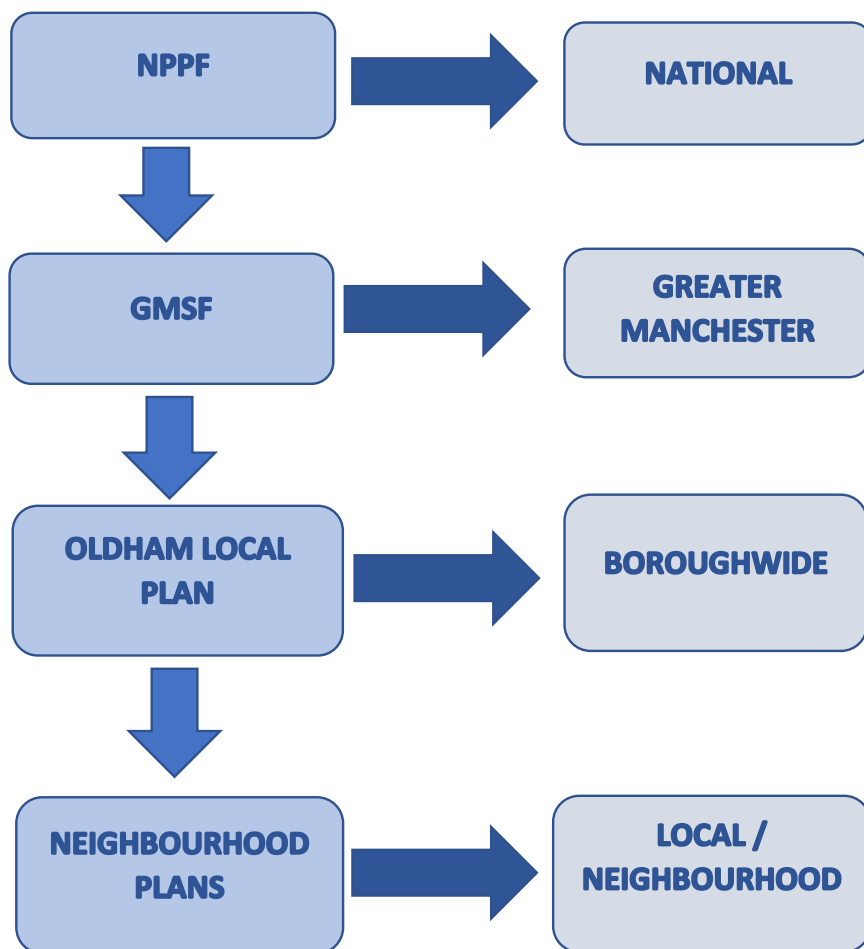 NPPF
NATIONAL
GMSF
GREATER
MANCHESTER
OLDHAM LOCAL
PLAN
BOROUGHWIDE
NEIGHBOURHOOD
PLANS
LOCAL /
NEIGHBOURHOOD